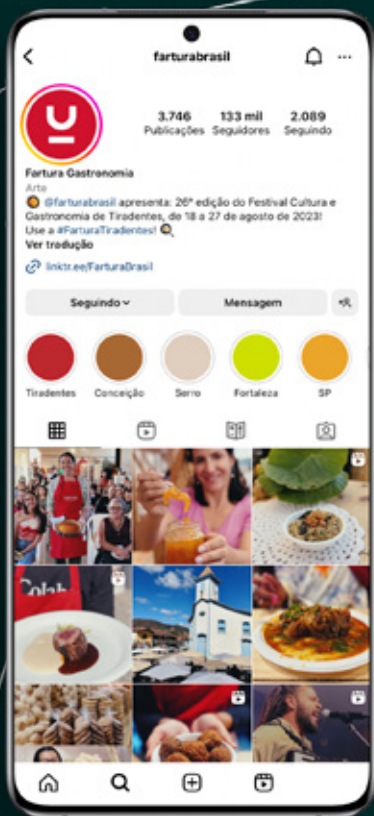 farturabrasil
3.746 133 mil 2.089
Publicações Seguidores Seguindo
Fartura Gastronomia
Arte
@farturabrasil apresenta: 26ª edição do Festival Cultura e
Gastronomia de Tiradentes, de 18 a 27 de agosto de 2023!
Use a #FarturaTiradentes!
Ver tradução
linktr.ee/FarturaBrasil
Seguindo Mensagem
Tiradentes Conceição Serro Fortaleza SP
Colab